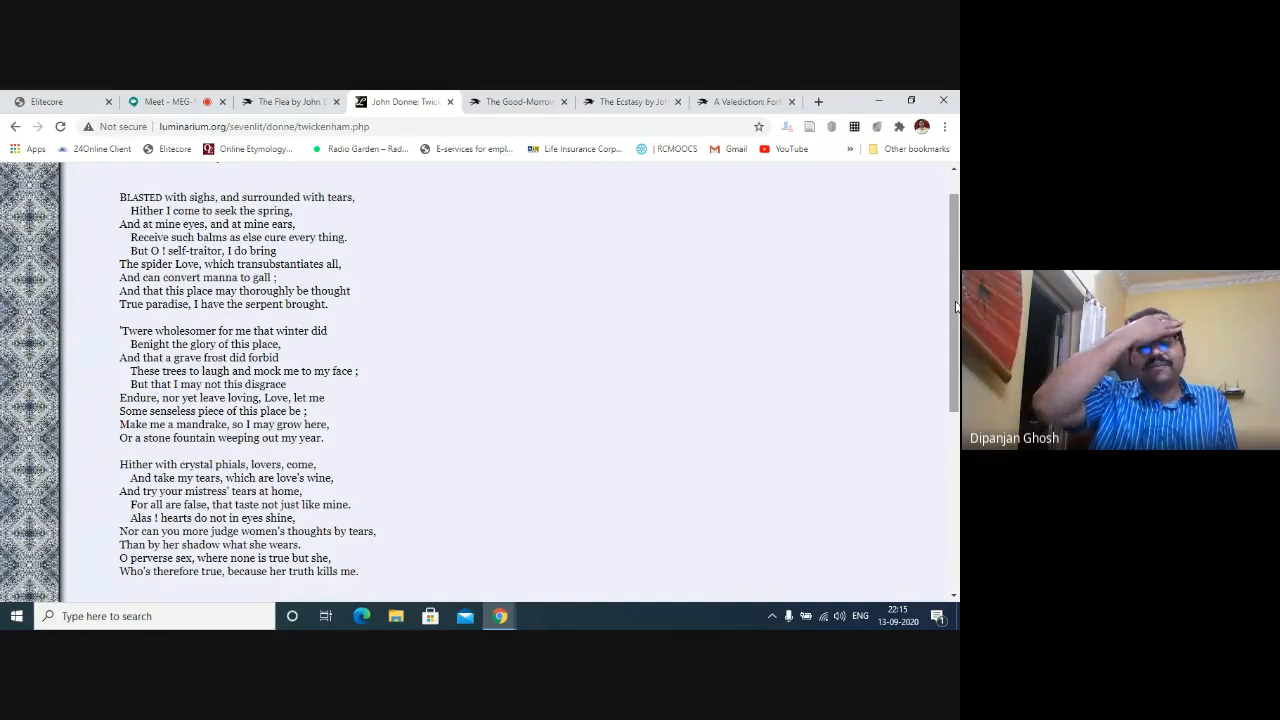 Elitecore
Meet - MEG-
The Flea by John
John Donne: Twic
The Good-Morrow
The Ecstasy by Jo
A Valediction: For
Not secure
luminarium.org/sevenlit/donne/twickenham.php
Apps
24Online Client
Elitecore
Online Etymology...
Radio Garden – Rad...
E-services for empl...
Life Insurance Corp...
| RCMOOCS
Gmail
YouTube
»
Other bookmarks
BLASTED with sighs, and surrounded with tears,
Hither I come to seek the spring,
And at mine eyes, and at mine ears,
Receive such balms as else cure every thing.
But O ! self-traitor, I do bring
The spider Love, which transubstantiates all,
And can convert manna to gall ;
And that this place may thoroughly be thought
True paradise, I have the serpent brought.
'Twere wholesomer for me that winter did
Benight the glory of this place,
And that a grave frost did forbid
These trees to laugh and mock me to my face ;
But that I may not this disgrace
Endure, nor yet leave loving, Love, let me
Some senseless piece of this place be ;
Make me a mandrake, so I may grow here,
Or a stone fountain weeping out my year.
Hither with crystal phials, lovers, come,
And take my tears, which are love's wine,
And try your mistress' tears at home,
For all are false, that taste not just like mine.
Alas ! hearts do not in eyes shine,
Nor can you more judge women's thoughts by tears,
Than by her shadow what she wears.
O perverse sex, where none is true but she,
Who's therefore true, because her truth kills me.
Dipanjan Ghosh
Type here to search
ENG
22:15
13-09-2020
1